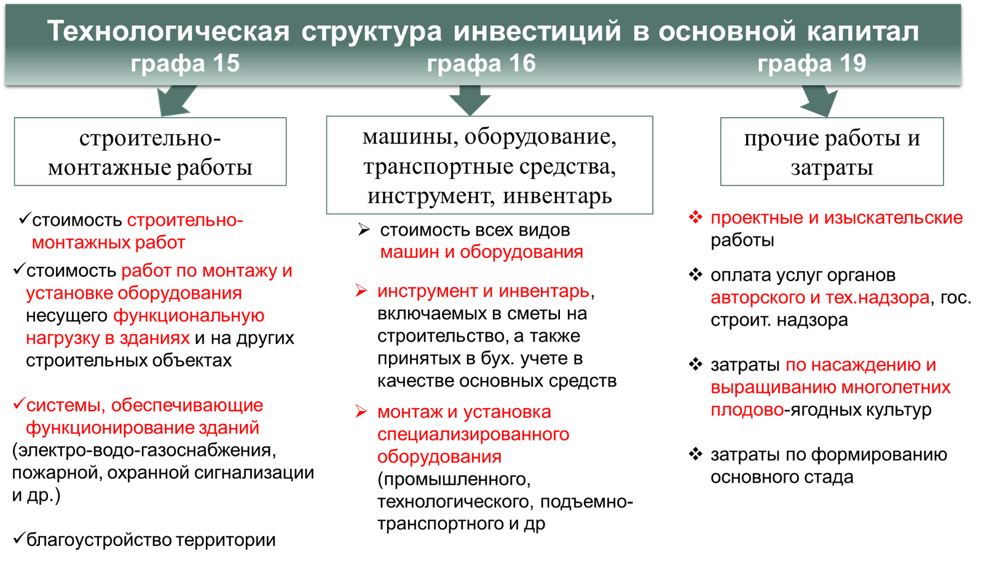 Технологическая структура инвестиций в основной капитал
графа 15 графа 16 графа 19
строительно-
монтажные работы
стоимость строительно-
монтажных работ
стоимость работ по монтажу и
установке оборудования
несущего функциональную
нагрузку в зданиях и на других
строительных объектах
системы, обеспечивающие
функционирование зданий
(электро-водо-газоснабжения,
пожарной, охранной сигнализации
и др.)
благоустройство территории
машины, оборудование,
транспортные средства,
инструмент, инвентарь
стоимость всех видов
машин и оборудования
инструмент и инвентарь,
включаемых в сметы на
строительство, а также
принятых в бух. учете в
качестве основных средств
монтаж и установка
специализированного
оборудования
(промышленного,
технологического, подъемно-
транспортного и др
прочие работы и
затраты
проектные и изыскательские
работы
оплата услуг органов
авторского и тех.надзора, гос.
строит. надзора
затраты по насаждению и
выращиванию многолетних
плодово-ягодных культур
затраты по формированию
основного стада